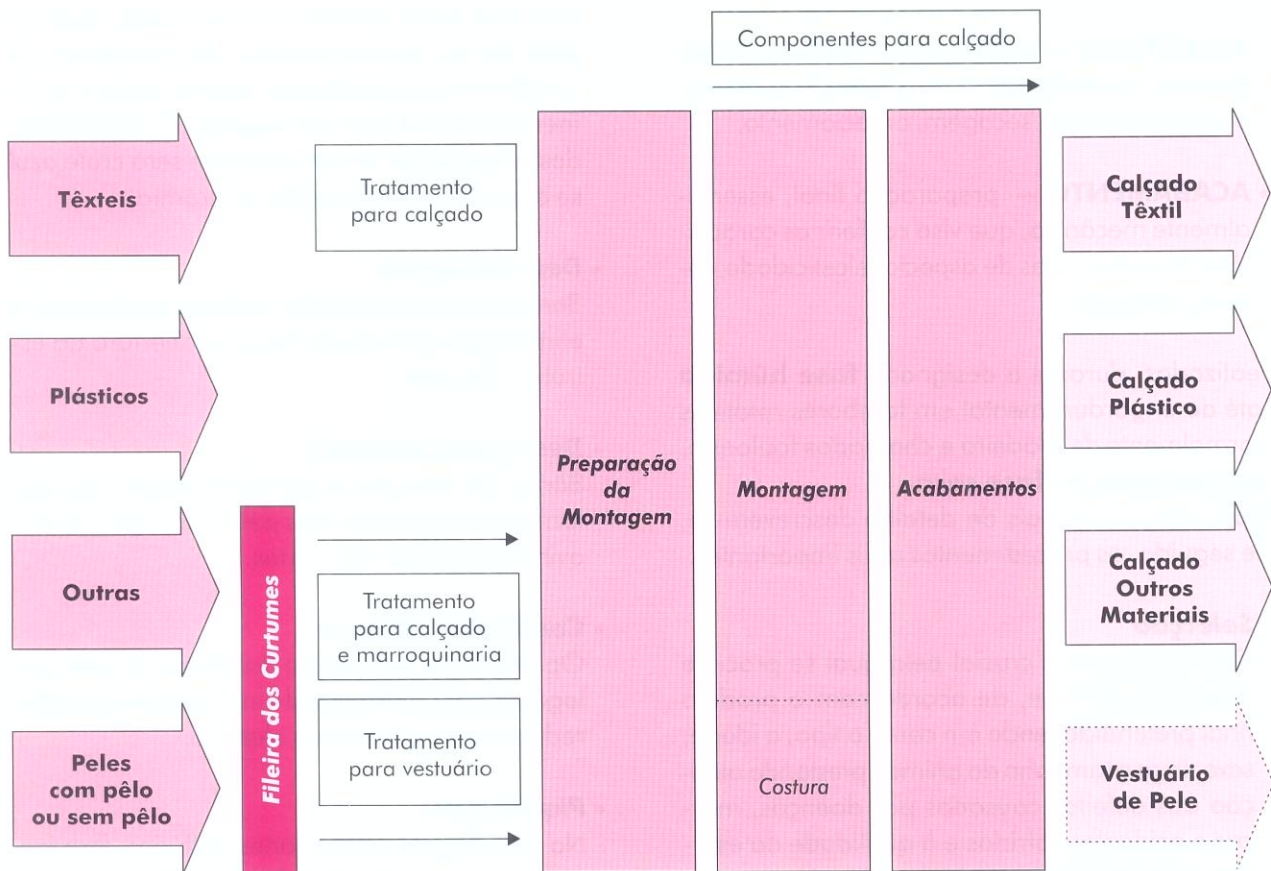 Componentes para calçado
Têxteis
Tratamento
para calçado
Calçado
Têxtil
Plásticos
Calçado
Plástico
Preparação
da
Montagem
Montagem
Acabamentos
Outras
Fileira dos Curtumes
Tratamento
para calçado
e marroquinaria
Calçado
Outros
Materiais
Peles
com pêlo
ou sem pêlo
Tratamento
para vestuário
Costura
Vestuário
de Pele